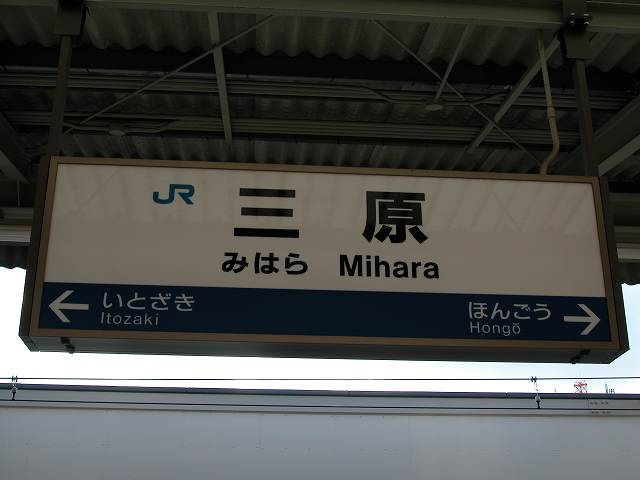 JR 三原
みはら Mihara
← いとざき
Itozaki
ほんごう →
Hongō